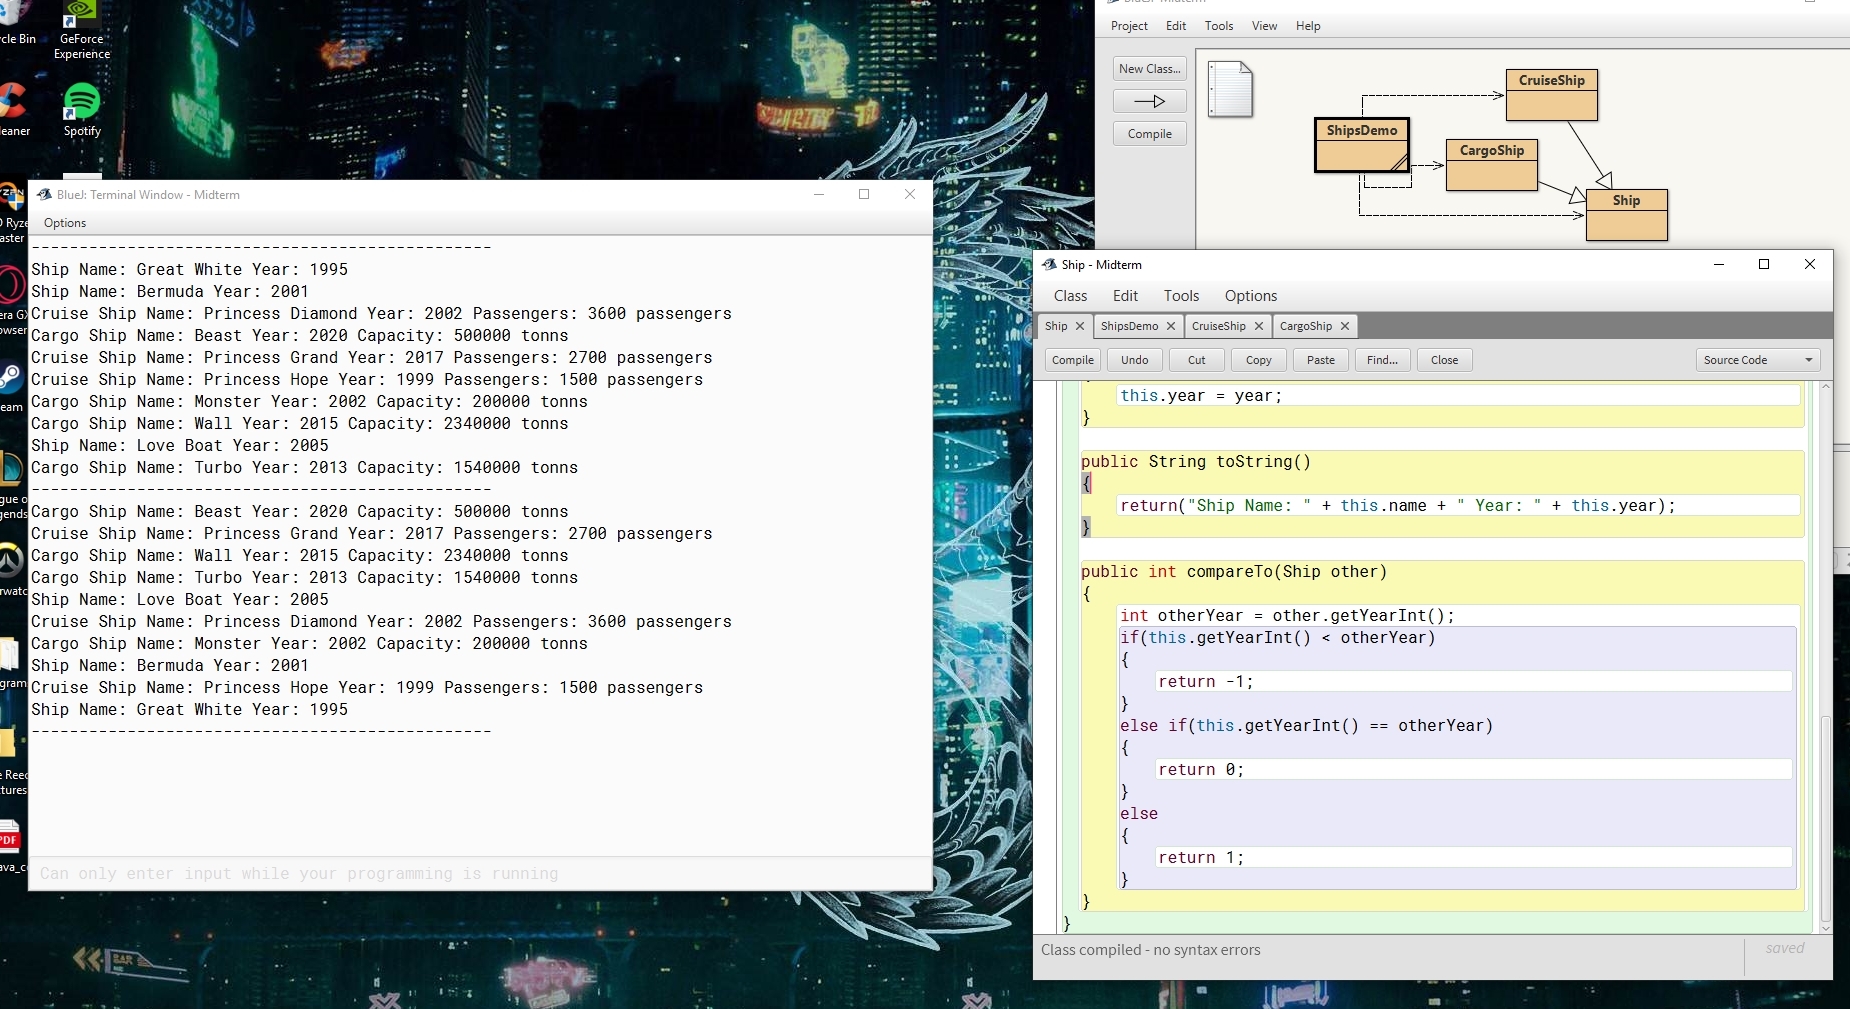 cle Bin
GeForce
Experience
leaner
Spotify
BlueJ: Terminal Window - Midterm
Options
------------------------------------------------
Ship Name: Great White Year: 1995
Ship Name: Bermuda Year: 2001
Cruise Ship Name: Princess Diamond Year: 2002 Passengers: 3600 passengers
Cargo Ship Name: Beast Year: 2020 Capacity: 500000 tonns
Cruise Ship Name: Princess Grand Year: 2017 Passengers: 2700 passengers
Cruise Ship Name: Princess Hope Year: 1999 Passengers: 1500 passengers
Cargo Ship Name: Monster Year: 2002 Capacity: 200000 tonns
Cargo Ship Name: Wall Year: 2015 Capacity: 2340000 tonns
Ship Name: Love Boat Year: 2005
Cargo Ship Name: Turbo Year: 2013 Capacity: 1540000 tonns
------------------------------------------------
Cargo Ship Name: Beast Year: 2020 Capacity: 500000 tonns
Cruise Ship Name: Princess Grand Year: 2017 Passengers: 2700 passengers
Cargo Ship Name: Wall Year: 2015 Capacity: 2340000 tonns
Cargo Ship Name: Turbo Year: 2013 Capacity: 1540000 tonns
Ship Name: Love Boat Year: 2005
Cruise Ship Name: Princess Diamond Year: 2002 Passengers: 3600 passengers
Cargo Ship Name: Monster Year: 2002 Capacity: 200000 tonns
Ship Name: Bermuda Year: 2001
Cruise Ship Name: Princess Hope Year: 1999 Passengers: 1500 passengers
Ship Name: Great White Year: 1995
------------------------------------------------
Can only enter input while your programming is running
Project Edit Tools View Help
New Class...
Compile
CruiseShip
ShipsDemo
CargoShip
Ship
Ship - Midterm
Class Edit Tools Options
Ship ShipsDemo CruiseShip CargoShip
Compile Undo Cut Copy Paste Find... Close Source Code
this.year = year;
}
public String toString()
{
return("Ship Name: " + this.name + " Year: " + this.year);
}
public int compareTo(Ship other)
{
int otherYear = other.getYearInt();
if(this.getYearInt() < otherYear)
{
return -1;
}
else if(this.getYearInt() == otherYear)
{
return 0;
}
else
{
return 1;
}
}
}
Class compiled - no syntax errors
saved
PDF
BAR